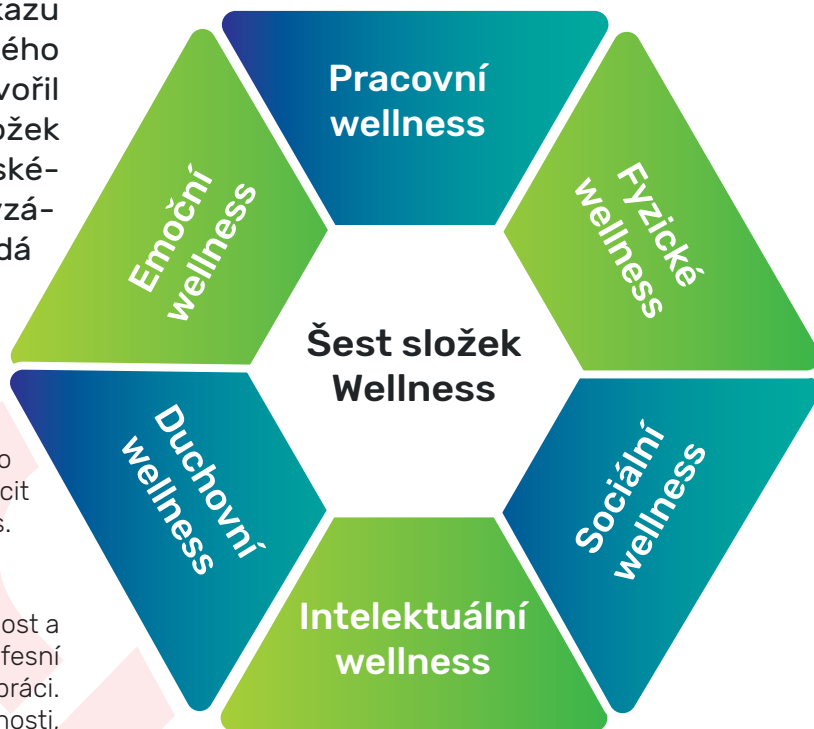 kazu
kého
vořil
ožek
ské-
yzá-
dá
o
cit
s.
ost a
fesní
práci.
nosti,
Pracovní
wellness
Fyzické
wellness
Sociální
wellness
Intelektuální
wellness
Duchovní
wellness
Emoční
wellness
Šest složek
Wellness